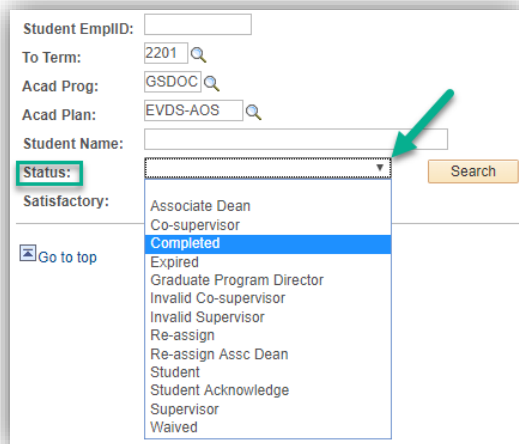 Student EmplID:
To Term: 2201
Acad Prog: GSDOC
Acad Plan: EVDS-AOS
Student Name:
Status: Search
Satisfactory:
Associate Dean
Co-supervisor
Completed
Expired
Graduate Program Director
Invalid Co-supervisor
Invalid Supervisor
Re-assign
Re-assign Assc Dean
Student
Student Acknowledge
Supervisor
Waived
Go to top